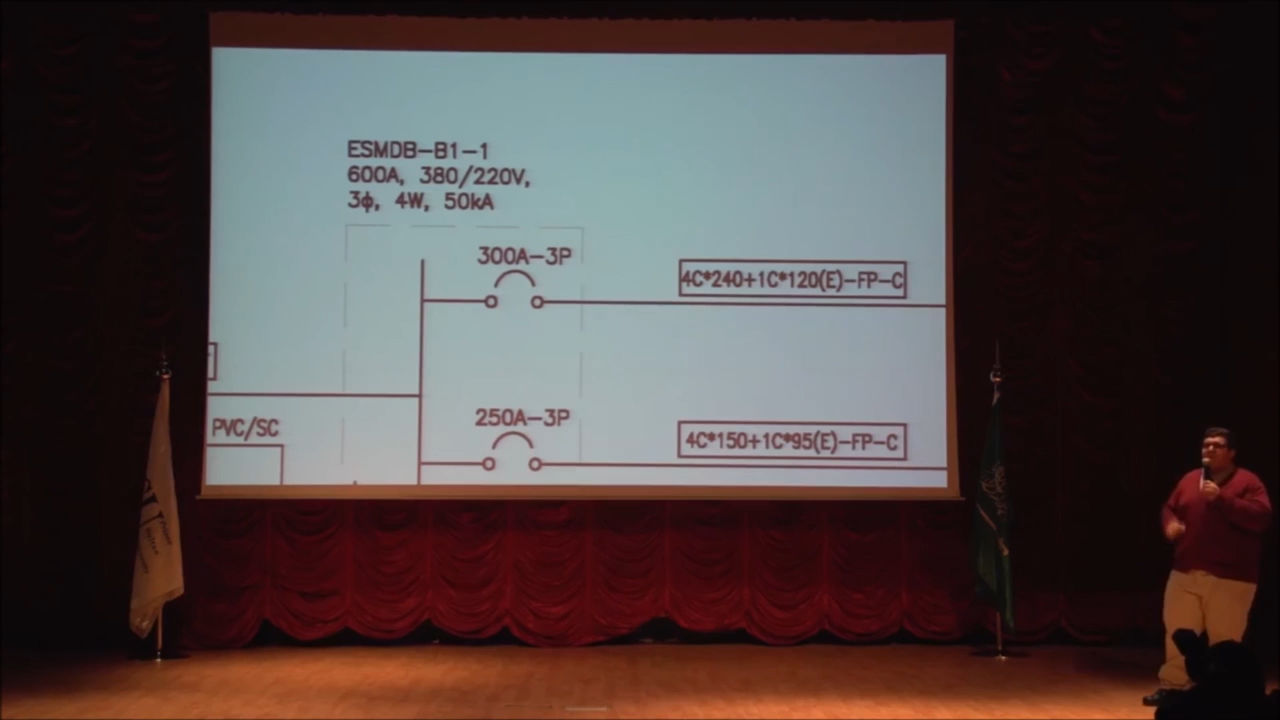 ESMDB-B1-1
600A, 380/220V,
3ϕ, 4W, 50kA
300A-3P
4C*240+1C*120(E)-FP-C
PVC/SC
250A-3P
4C*150+1C*95(E)-FP-C